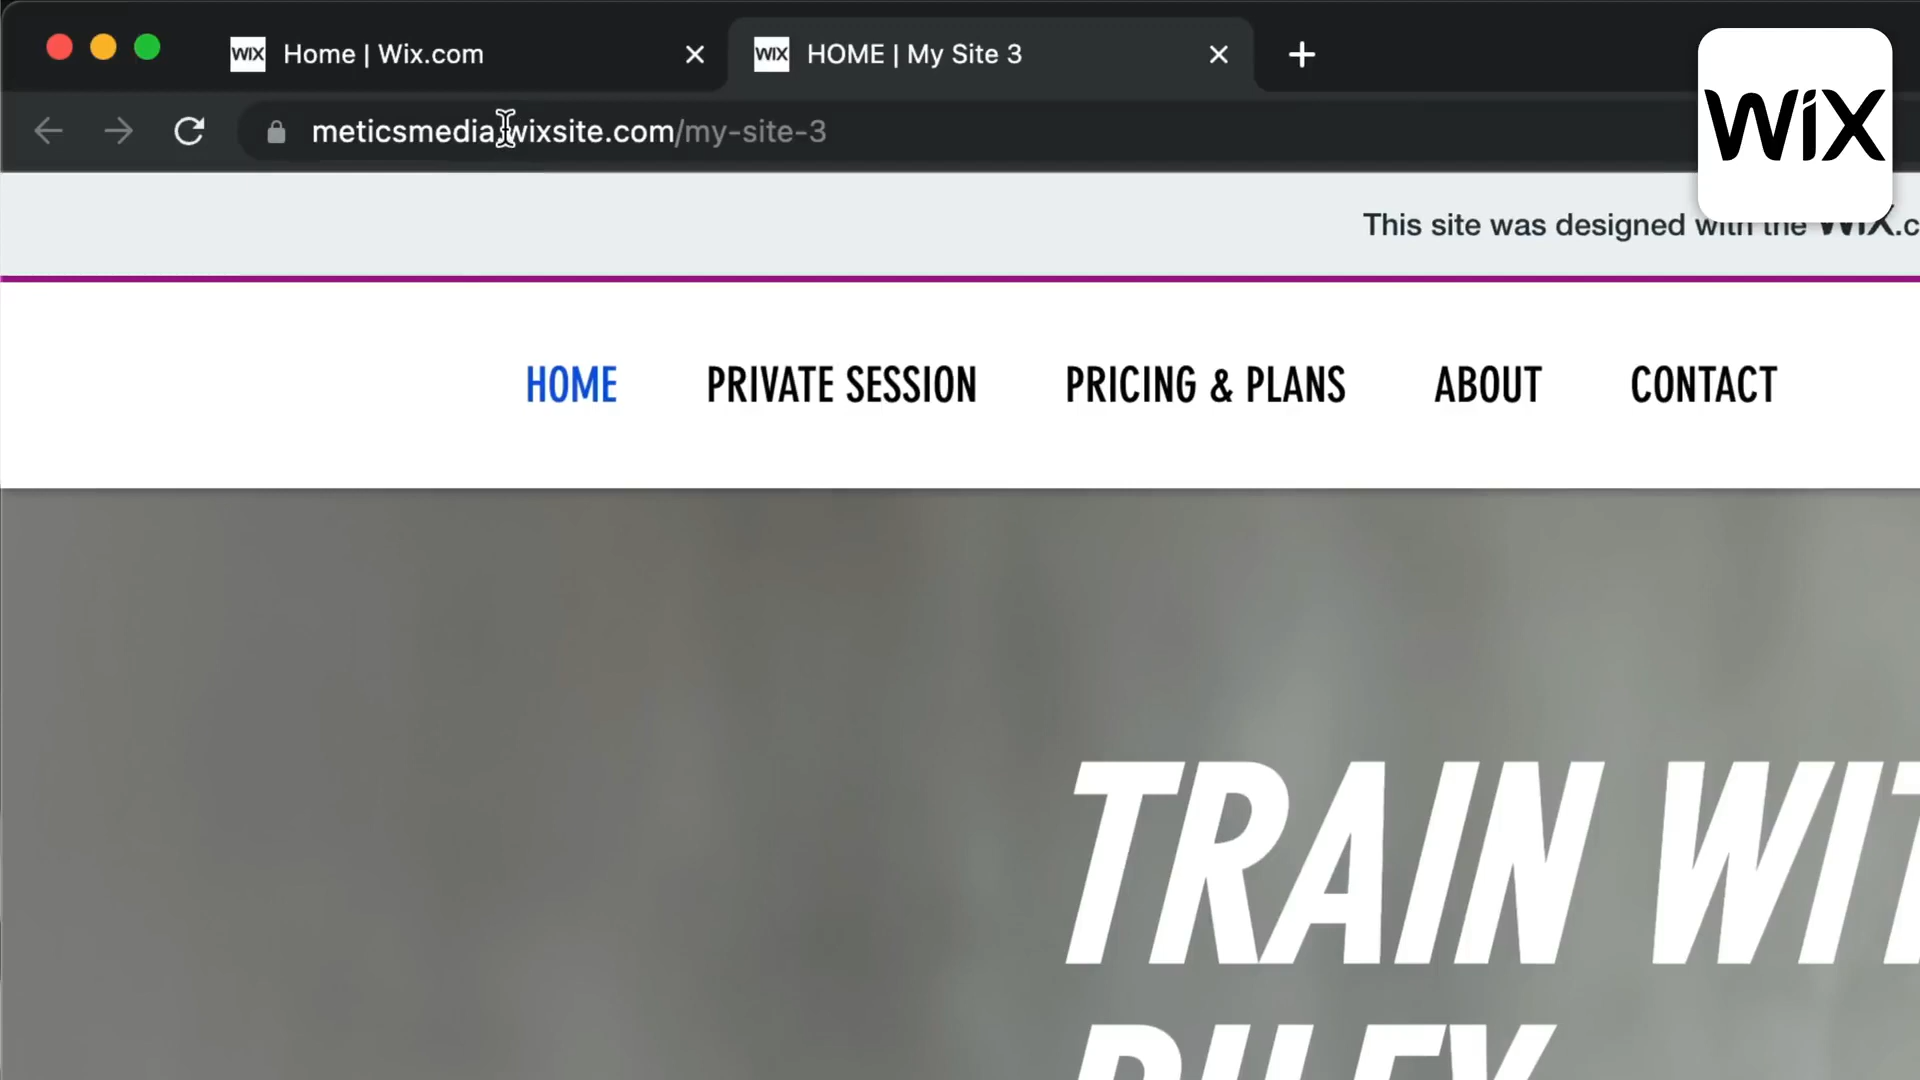 WiX Home | Wix.com
WiX HOME | My Site 3
meticsmedia.wixsite.com/my-site-3
WiX
This site was designed with the WiX.c
HOME PRIVATE SESSION PRICING & PLANS ABOUT CONTACT
TRAIN WIT
RILEY